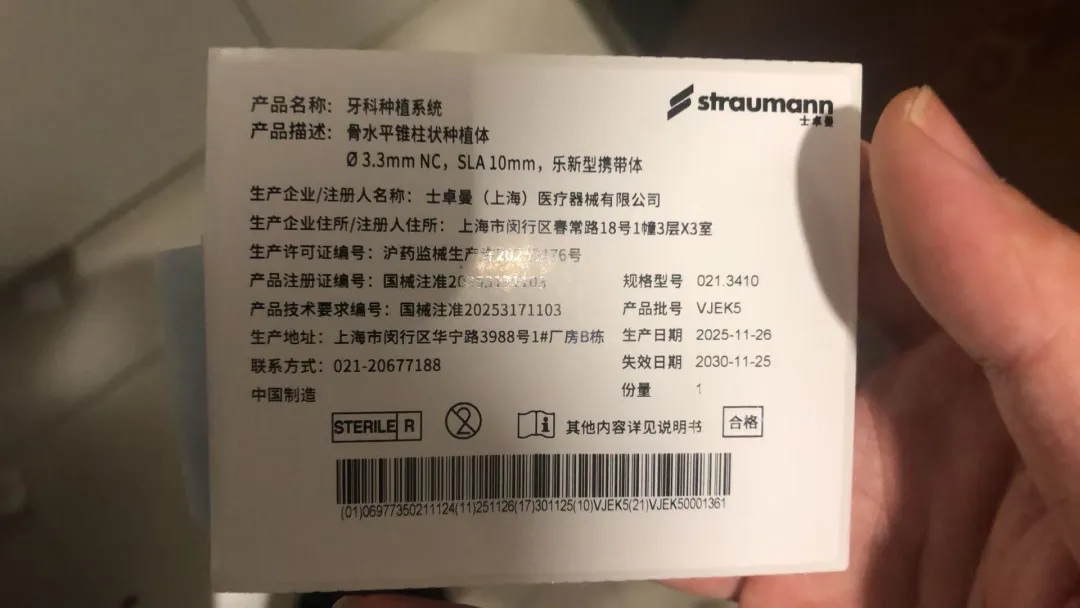 straumann
士卓曼
产品名称： 牙科种植系统
产品描述： 骨水平锥柱状种植体
Ø 3.3mm NC，SLA 10mm，乐新型携带体
生产企业/注册人名称： 士卓曼（上海）医疗器械有限公司
生产企业住所/注册人住所： 上海市闵行区春常路18号1幢3层X3室
生产许可证编号：沪药监械生产许
产品注册证编号：国械注准 规格型号 021.3410
产品技术要求编号：国械注准20253171103 产品批号 VJEK5
生产地址：上海市闵行区华宁路3988号1#厂房B栋 生产日期 2025-11-26
联系方式：021-20677188 失效日期 2030-11-25
中国制造 份量 1
STERILE R 2 i 其他内容详见说明书 合格
(01)06977350211124(11)251126(17)301125(10)VJEK5(21)VJEK50001361